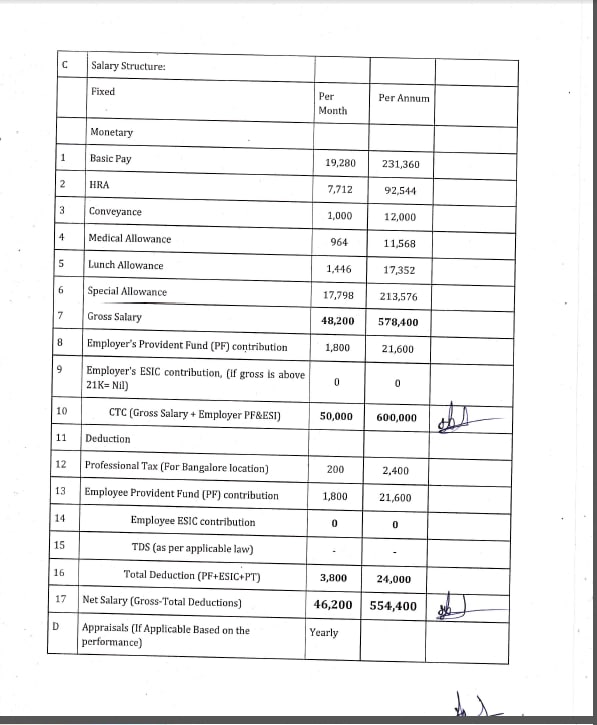 C Salary Structure:
Fixed Per Month Per Annum
Monetary
1 Basic Pay 19,280 231,360
2 HRA 7,712 92,544
3 Conveyance 1,000 12,000
4 Medical Allowance 964 11,568
5 Lunch Allowance 1,446 17,352
6 Special Allowance 17,798 213,576
7 Gross Salary 48,200 578,400
8 Employer's Provident Fund (PF) contribution 1,800 21,600
9 Employer's ESIC contribution, (if gross is above
21K= Nil) 0 0
10 CTC (Gross Salary + Employer PF&ESI) 50,000 600,000
11 Deduction
12 Professional Tax (For Bangalore location) 200 2,400
13 Employee Provident Fund (PF) contribution 1,800 21,600
14 Employee ESIC contribution 0 0
15 TDS (as per applicable law) - -
16 Total Deduction (PF+ESIC+PT) 3,800 24,000
17 Net Salary (Gross-Total Deductions) 46,200 554,400
D Appraisals (If Applicable Based on the Yearly
performance)